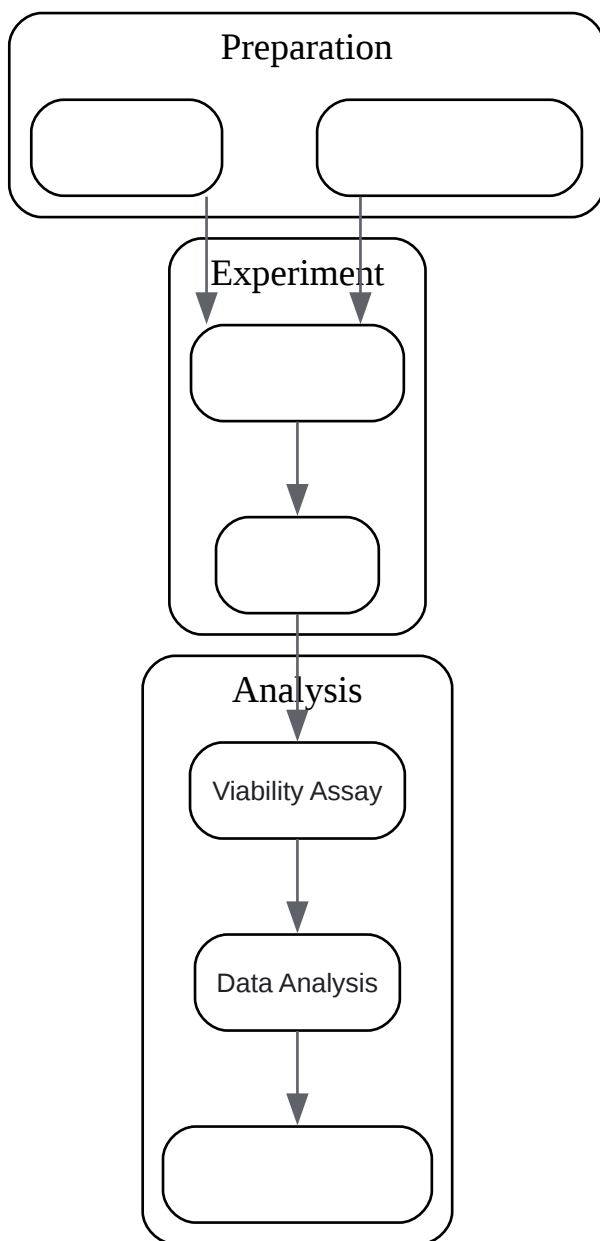 Preparation
Experiment
Analysis
Viability Assay
Data Analysis